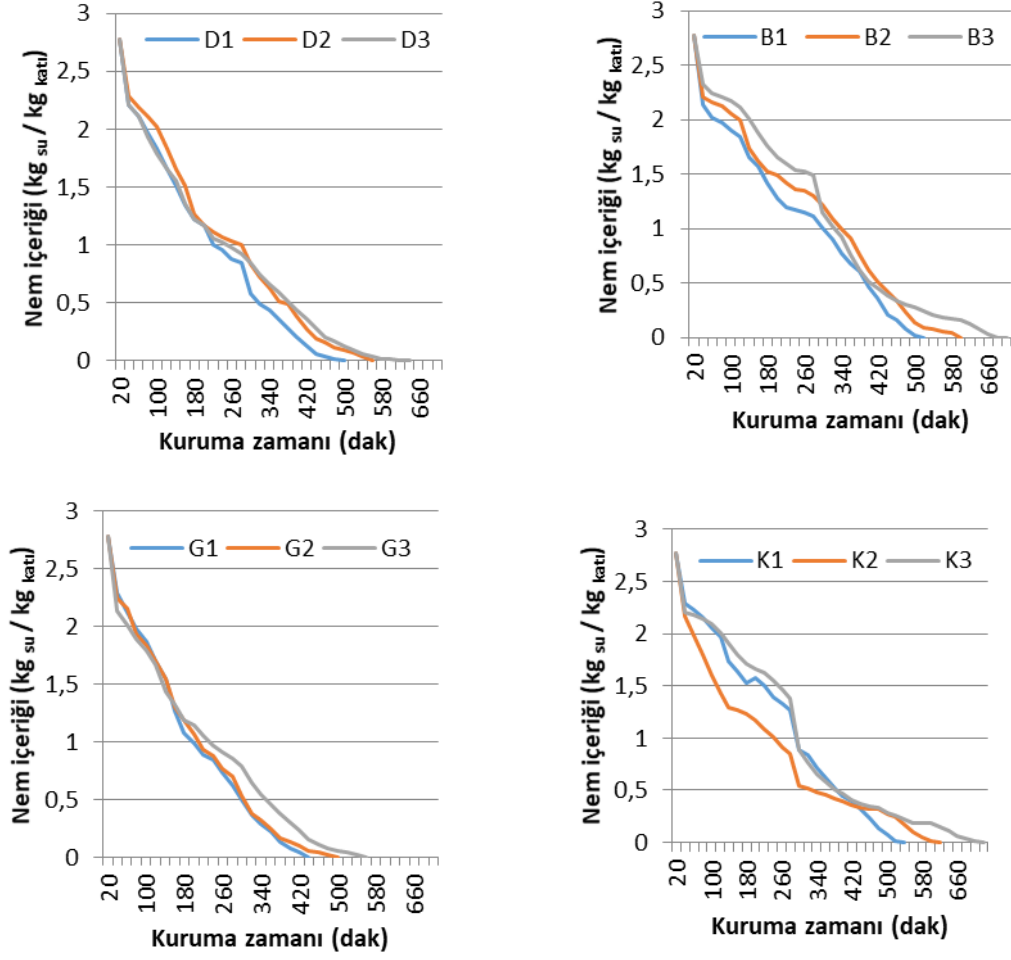 3
2,5
2
1,5
1
0,5
0
D1 D2 D3
Nem içeriği (kg su / kg katı)
20 100 180 260 340 420 500 580 660
Kuruma zamanı (dak)
3
2,5
2
1,5
1
0,5
0
B1 B2 B3
Nem içeriği (kg su / kg katı)
20 100 180 260 340 420 500 580 660
Kuruma zamanı (dak)
3
2,5
2
1,5
1
0,5
0
G1 G2 G3
Nem içeriği (kg su / kg katı)
20 100 180 260 340 420 500 580 660
Kuruma zamanı (dak)
3
2,5
2
1,5
1
0,5
0
K1 K2 K3
Nem içeriği (kg su / kg katı)
20 100 180 260 340 420 500 580 660
Kuruma zamanı (dak)